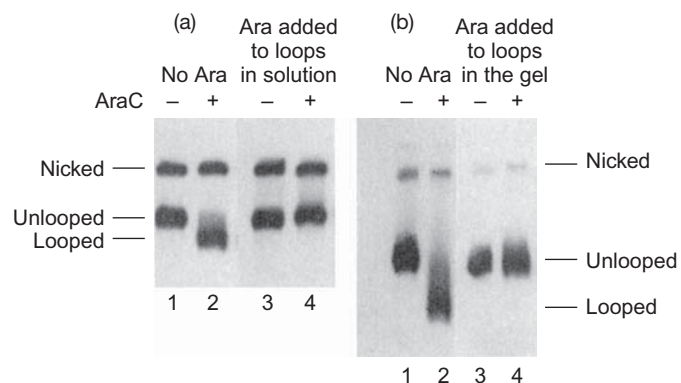 (a)
Ara added
to loops
in solution
No Ara
AraC – + – +
Nicked
Unlooped
Looped
1 2 3 4
(b)
Ara added
to loops
in the gel
No Ara
– + – +
Nicked
Unlooped
Looped
1 2 3 4